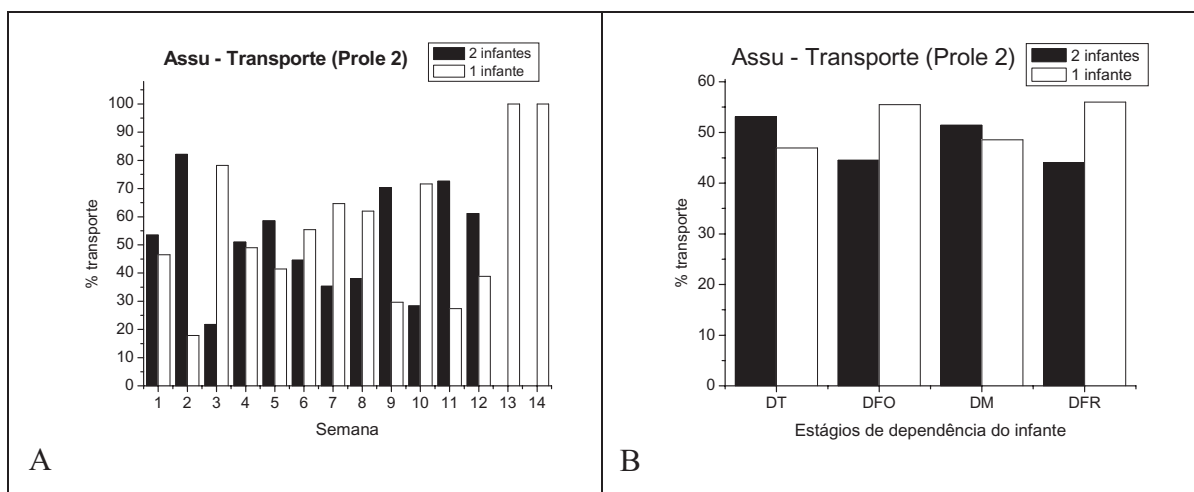 Assu - Transporte (Prole 2)
2 infantes
1 infante
100
90
80
70
60
50
40
30
20
10
0
% transporte
1 2 3 4 5 6 7 8 9 10 11 12 13 14
Semana
A
Assu - Transporte (Prole 2)
2 infantes
1 infante
60
50
40
30
20
10
0
% transporte
DT DFO DM DFR
Estágios de dependência do infante
B